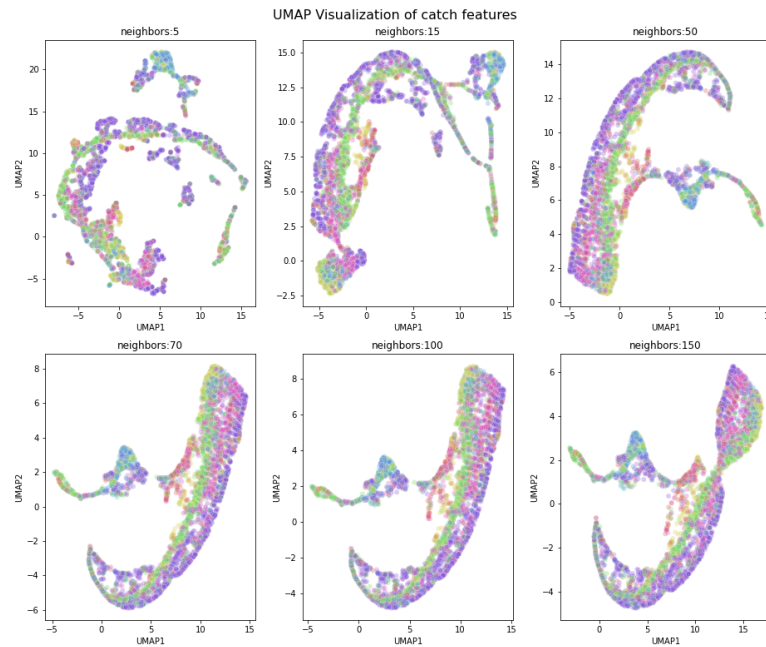 UMAP Visualization of catch features
neighbors:5
neighbors:15
neighbors:50
20
15
10
5
0
−5
UMAP2
−5 0 5 10 15
UMAP1
15.0
12.5
10.0
7.5
5.0
2.5
0.0
−2.5
UMAP2
−5 0 5 10 15
UMAP1
14
12
10
8
6
4
2
0
UMAP2
−5 0 5 10
UMAP1
neighbors:70
neighbors:100
neighbors:150
8
6
4
2
0
−2
−4
−6
UMAP2
−5 0 5 10 15
UMAP1
8
6
4
2
0
−2
−4
UMAP2
−5 0 5 10 15
UMAP1
6
4
2
0
−2
−4
UMAP2
0 5 10 15
UMAP1